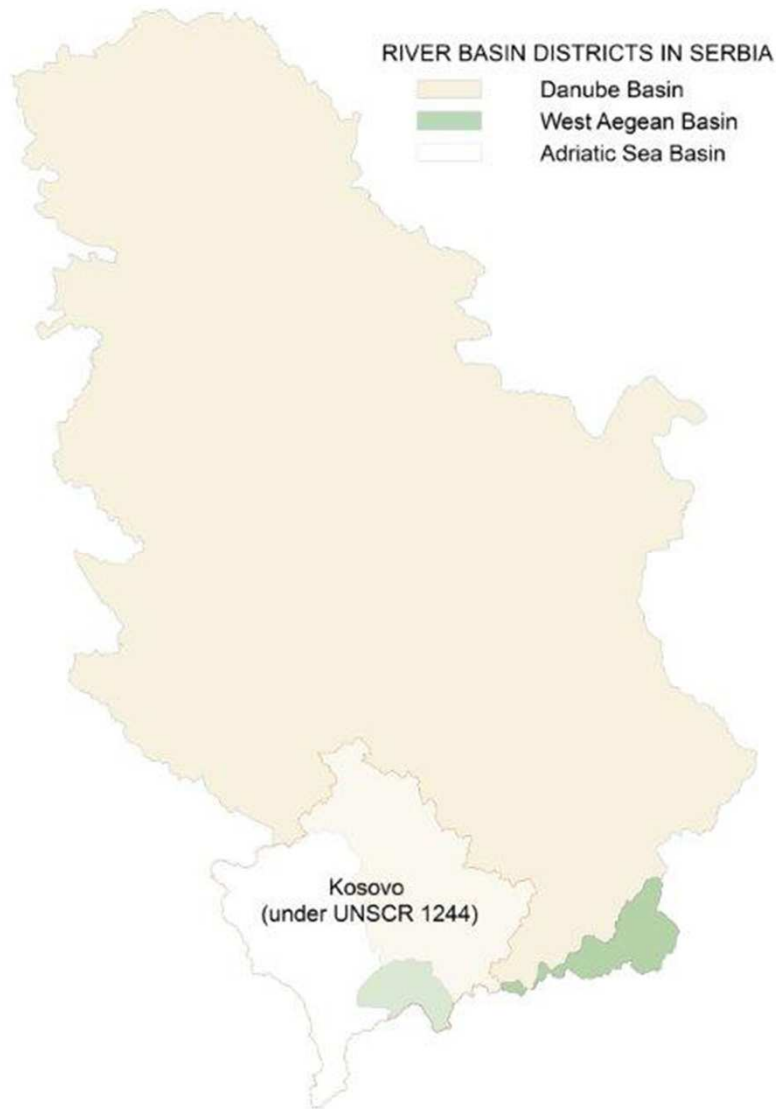 RIVER BASIN DISTRICTS IN SERBIA
Danube Basin
West Aegean Basin
Adriatic Sea Basin
Kosovo
(under UNSCR 1244)